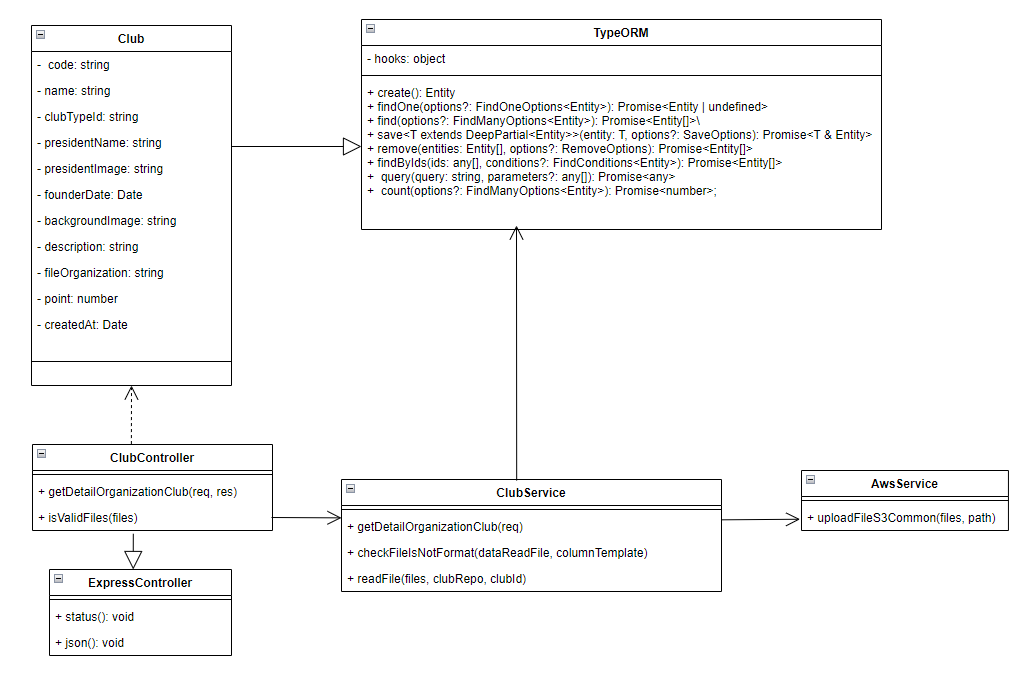 Club
- code: string
- name: string
- clubTypeId: string
- presidentName: string
- presidentImage: string
- founderDate: Date
- backgroundImage: string
- description: string
- fileOrganization: string
- point: number
- createdAt: Date
TypeORM
- hooks: object
+ create(): Entity
+ findOne(options?: FindOneOptions<Entity>): Promise<Entity | undefined>
+ find(options?: FindManyOptions<Entity>): Promise<Entity[]>\
+ save<T extends DeepPartial<Entity>>(entity: T, options?: SaveOptions): Promise<T & Entity>
+ remove(entities: Entity[], options?: RemoveOptions): Promise<Entity[]>
+ findByIds(ids: any[], conditions?: FindConditions<Entity>): Promise<Entity[]>
+ query(query: string, parameters?: any[]): Promise<any>
+ count(options?: FindManyOptions<Entity>): Promise<number>;
ClubController
+ getDetailOrganizationClub(req, res)
+ isValidFiles(files)
ClubService
+ getDetailOrganizationClub(req)
+ checkFileIsNotFormat(dataReadFile, columnTemplate)
+ readFile(files, clubRepo, clubId)
AwsService
+ uploadFileS3Common(files, path)
ExpressController
+ status(): void
+ json(): void